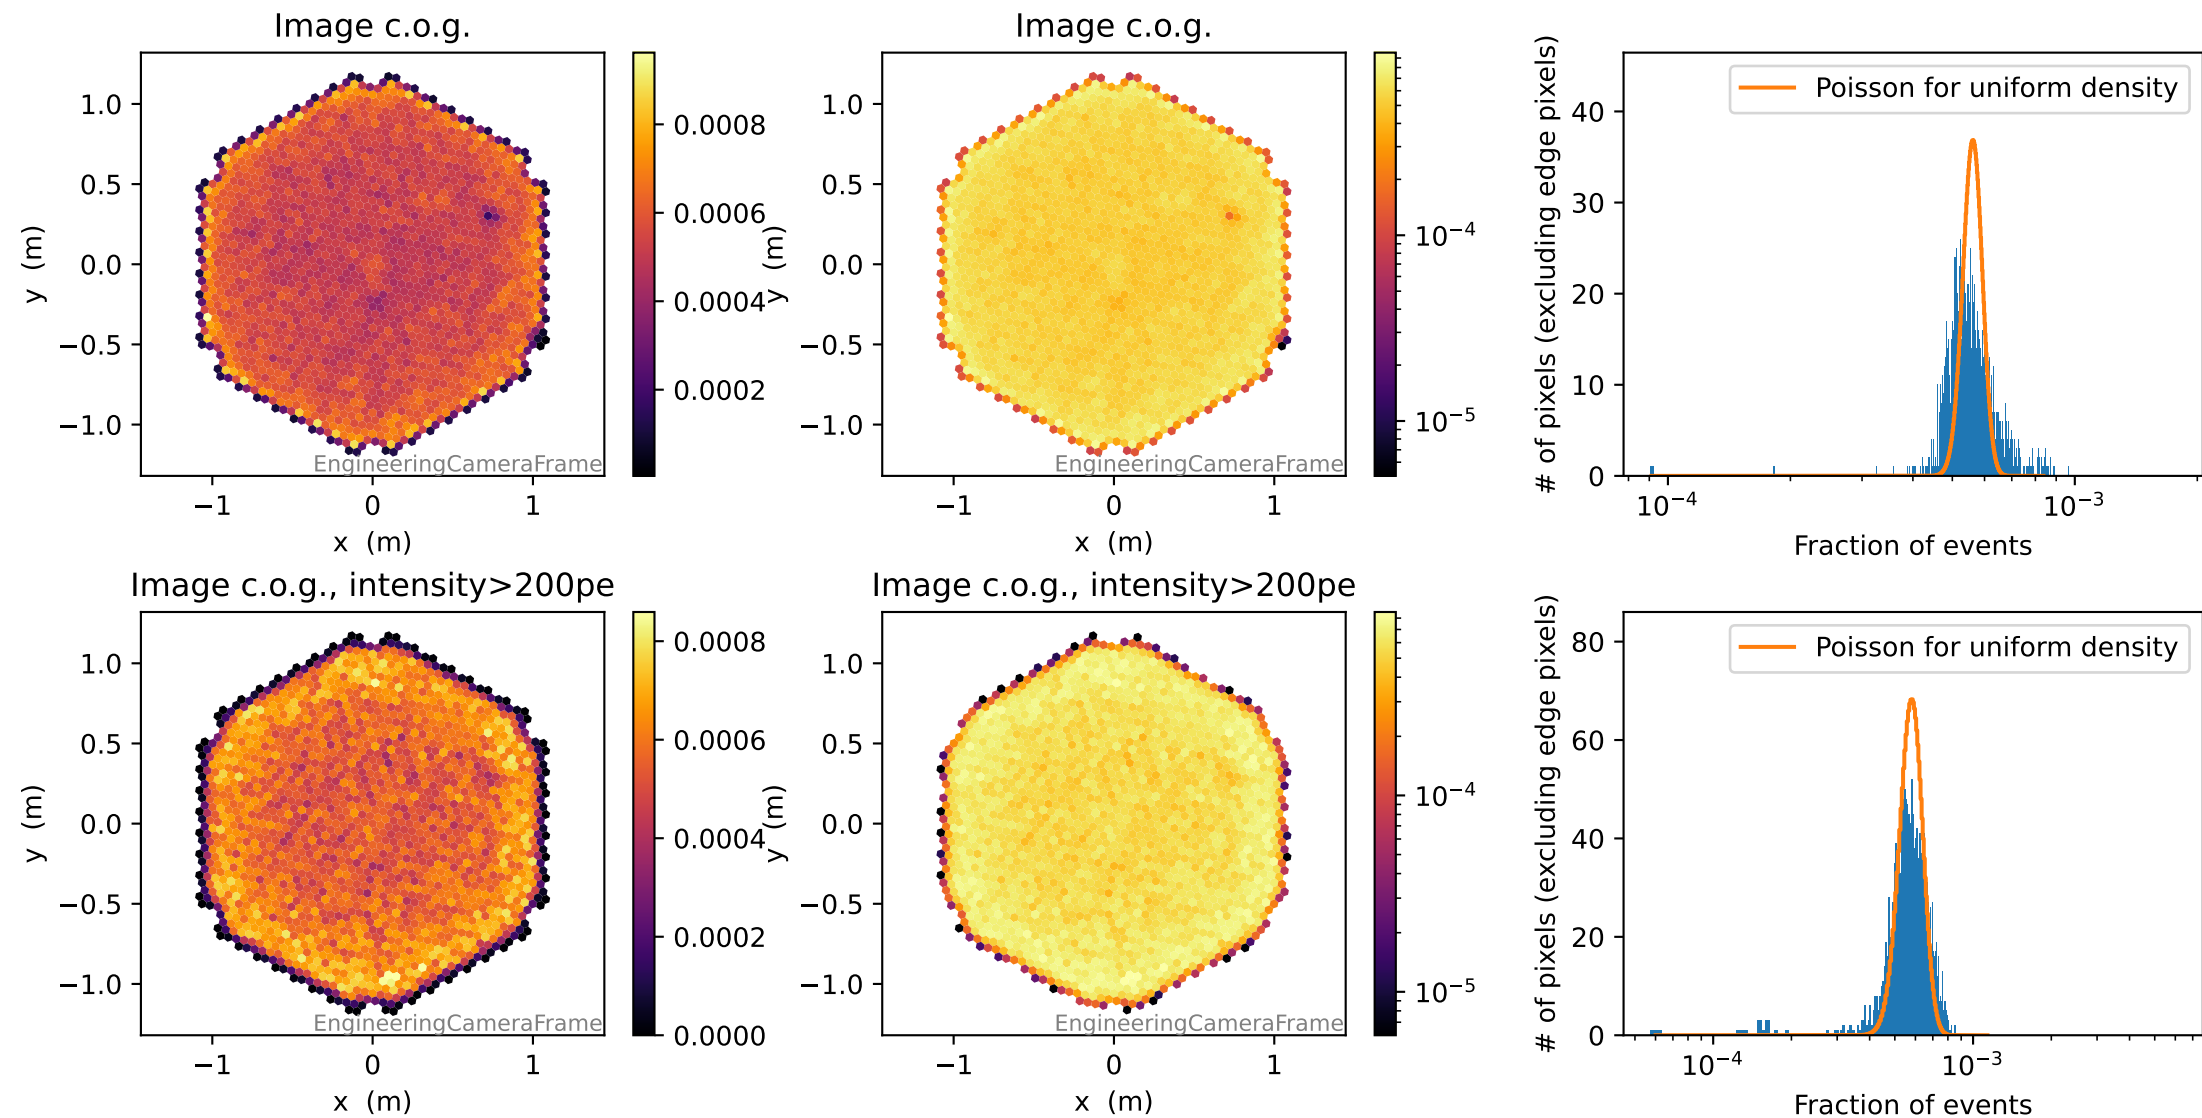 Image c.o.g.
1.0
0.5
0.0
−0.5
−1.0
y (m)
−1
0
1
x (m)
EngineeringCameraFrame
0.0008
0.0006
0.0004
0.0002
Image c.o.g.
1.0
0.5
0.0
−0.5
−1.0
y (m)
−1
0
1
x (m)
EngineeringCameraFrame
10−4
10−5
# of pixels (excluding edge pixels)
40
30
20
10
0
Poisson for uniform density
10−4
10−3
Fraction of events
Image c.o.g., intensity>200pe
1.0
0.5
0.0
−0.5
−1.0
y (m)
−1
0
1
x (m)
EngineeringCameraFrame
0.0008
0.0006
0.0004
0.0002
0.0000
Image c.o.g., intensity>200pe
1.0
0.5
0.0
−0.5
−1.0
y (m)
−1
0
1
x (m)
EngineeringCameraFrame
10−4
10−5
# of pixels (excluding edge pixels)
80
60
40
20
0
Poisson for uniform density
10−4
10−3
Fraction of events